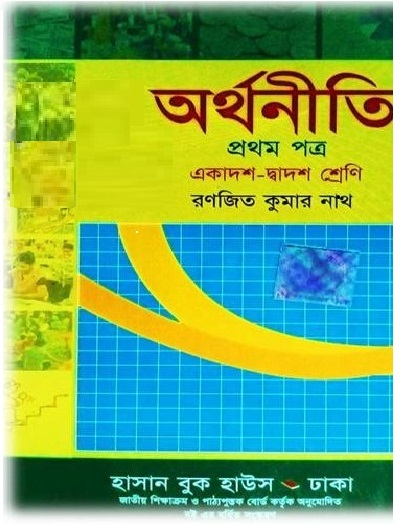 অর্থনীতি
প্রথম পত্র
একাদশ-দ্বাদশ শ্রেণি
রণজিত কুমার নাথ
হাসান বুক হাউস ঢাকা
জাতীয় শিক্ষাক্রম ও পাঠ্যপুস্তক বোর্ড কর্তৃক অনুমোদিত